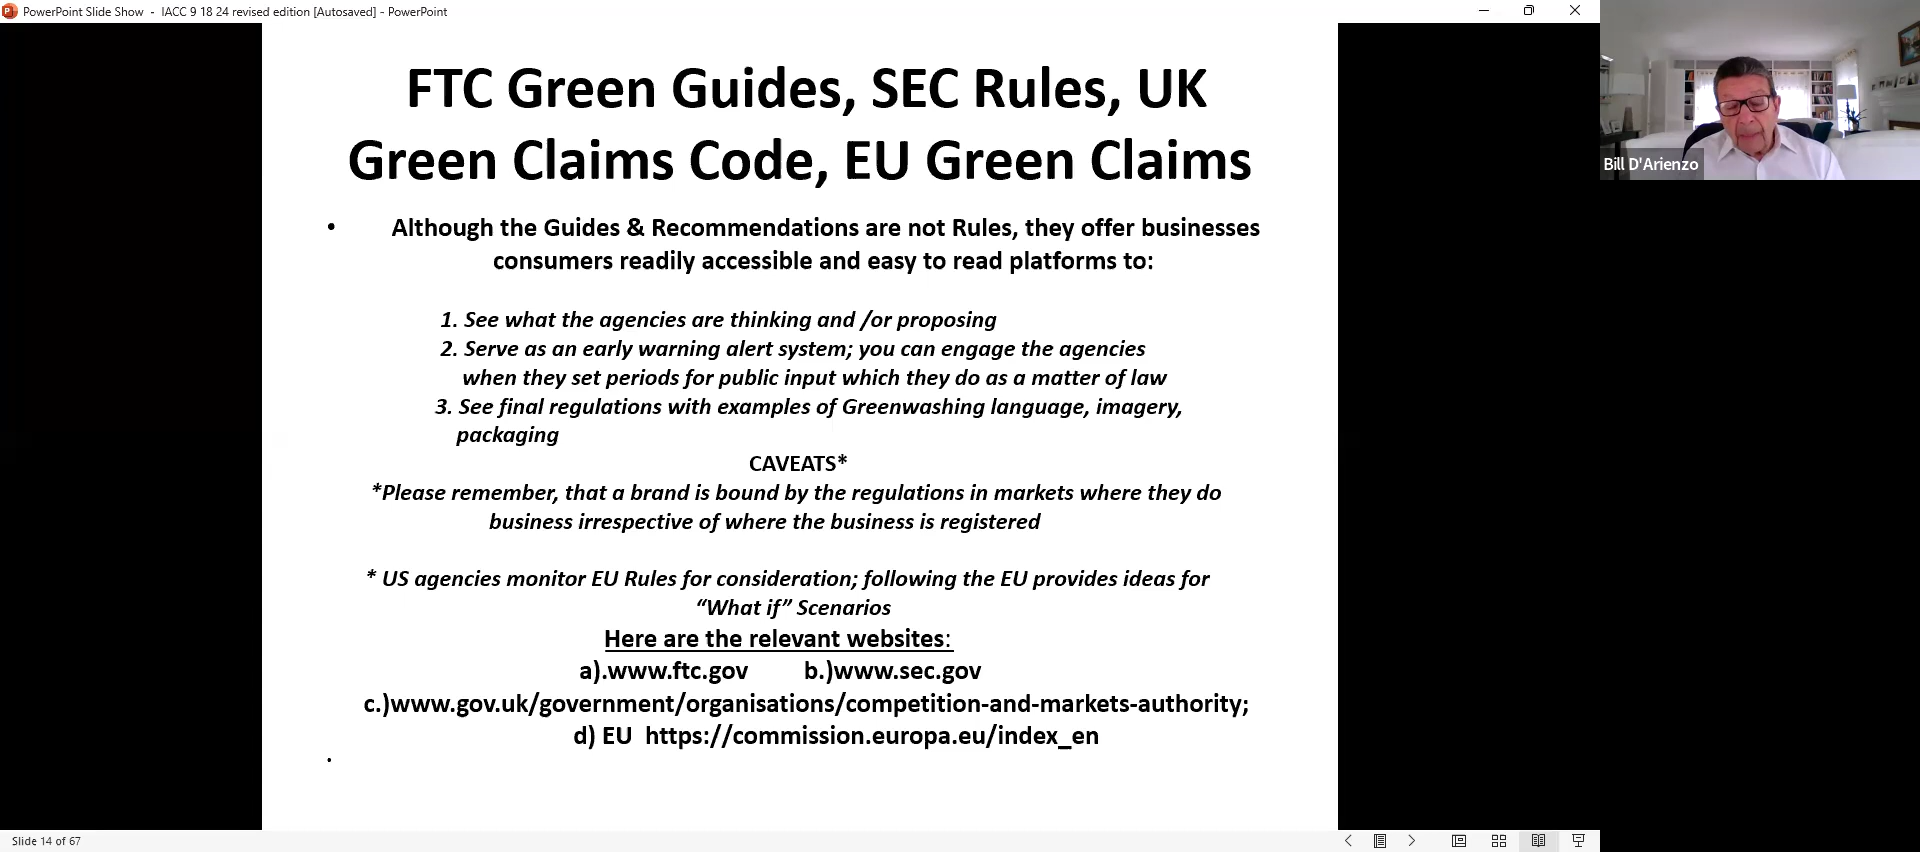 PowerPoint Slide Show - IACC 9 18 24 revised edition [Autosaved] - PowerPoint
FTC Green Guides, SEC Rules, UK
Green Claims Code, EU Green Claims
• Although the Guides & Recommendations are not Rules, they offer businesses
consumers readily accessible and easy to read platforms to:
1. See what the agencies are thinking and /or proposing
2. Serve as an early warning alert system; you can engage the agencies
when they set periods for public input which they do as a matter of law
3. See final regulations with examples of Greenwashing language, imagery,
packaging
CAVEATS*
*Please remember, that a brand is bound by the regulations in markets where they do
business irrespective of where the business is registered
* US agencies monitor EU Rules for consideration; following the EU provides ideas for
“What if” Scenarios
Here are the relevant websites:
a).www.ftc.gov b.)www.sec.gov
c.)www.gov.uk/government/organisations/competition-and-markets-authority;
d) EU https://commission.europa.eu/index_en
.
Slide 14 of 67
Bill D'Arienzo